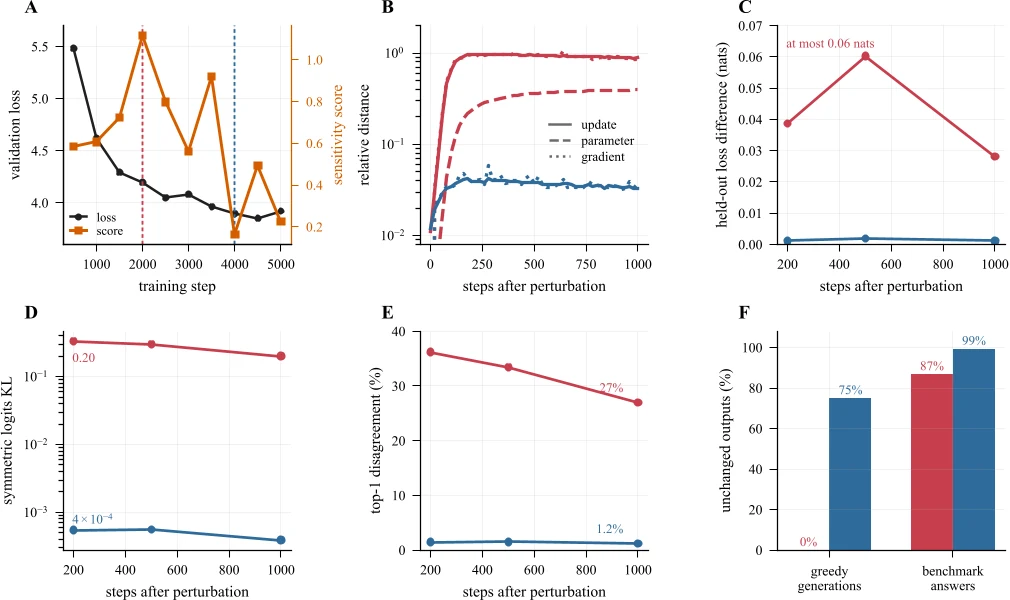 A
5.5
5.0
4.5
4.0
validation loss
loss
score
1.0
0.8
0.6
0.4
0.2
sensitivity score
1000 2000 3000 4000 5000
training step
B
10⁰
10⁻¹
10⁻²
relative distance
update
parameter
gradient
0 250 500 750 1000
steps after perturbation
C
0.07
0.06
0.05
0.04
0.03
0.02
0.01
0.00
held-out loss difference (nats)
at most 0.06 nats
200 400 600 800 1000
steps after perturbation
D
10⁻¹
10⁻²
10⁻³
symmetric logits KL
0.20
4 × 10⁻⁴
200 400 600 800 1000
steps after perturbation
E
40
30
20
10
0
top-1 disagreement (%)
27%
1.2%
200 400 600 800 1000
steps after perturbation
F
100
80
60
40
20
0
unchanged outputs (%)
0%
75%
87%
99%
greedy
generations
benchmark
answers